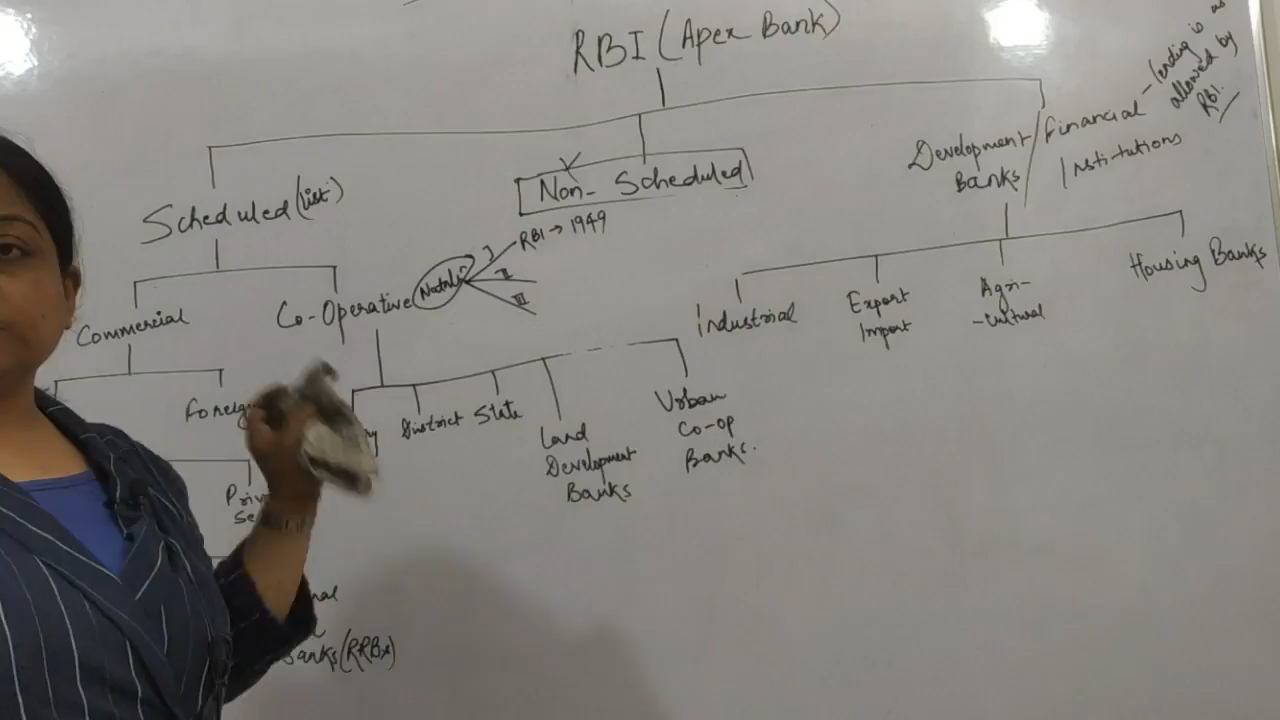 RBI (Apex Bank)
- lending is as
allowed by
RBI.
Development / Financial
Banks / Institutions
Non-Scheduled
Scheduled (list)
RBI → 1949
II
III
Commercial
Co-Operative
Industrial
Export
Import
Agri-
-cultural
Housing Banks
Foreign
District
State
Land
Development
Banks
Urban
Co-op
Banks.
Banks (RRBs)